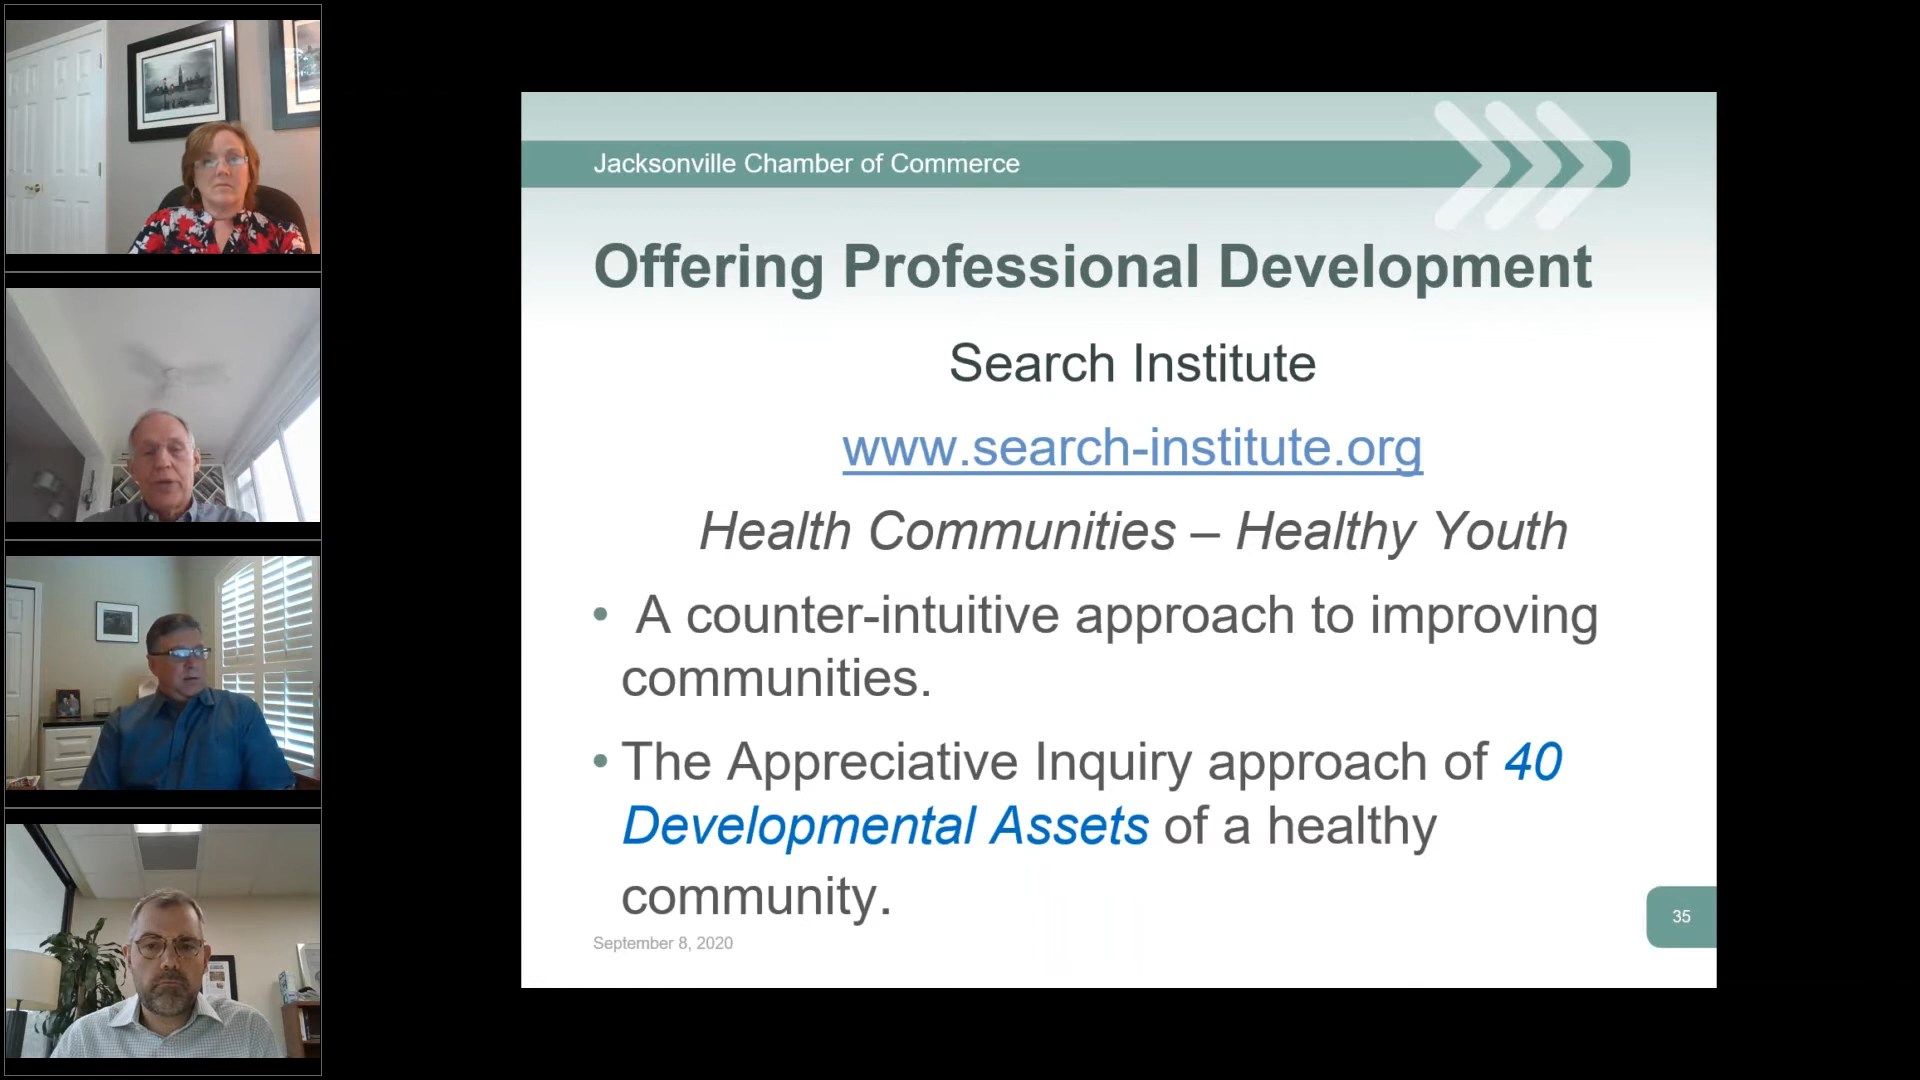 Jacksonville Chamber of Commerce
Offering Professional Development
Search Institute
www.search-institute.org
Health Communities – Healthy Youth
• A counter-intuitive approach to improving
communities.
• The Appreciative Inquiry approach of 40
Developmental Assets of a healthy
community.
September 8, 2020
35